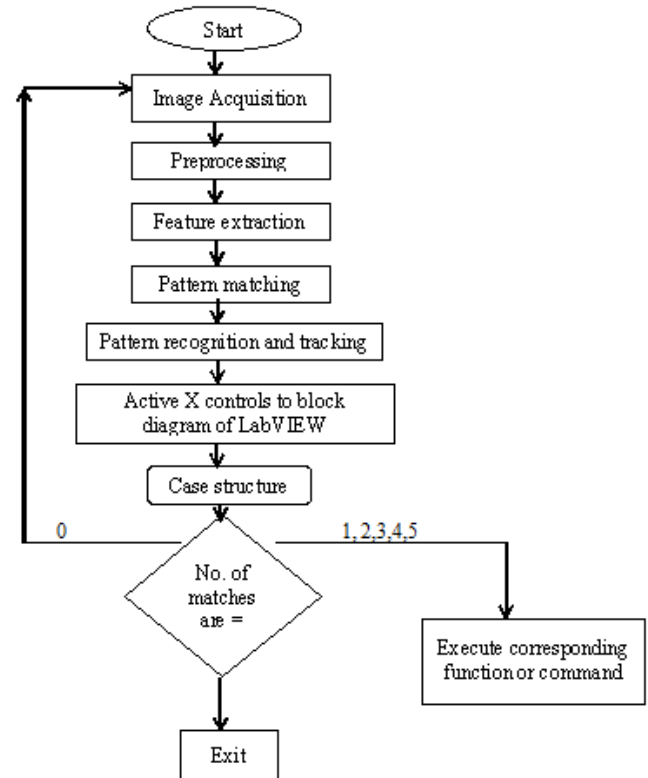 Start
Image Acquisition
Preprocessing
Feature extraction
Pattern matching
Pattern recognition and tracking
Active X controls to block
diagram of LabVIEW
Case structure
0
1, 2,3,4,5
No. of
matches
are =
Execute corresponding
function or command
Exit